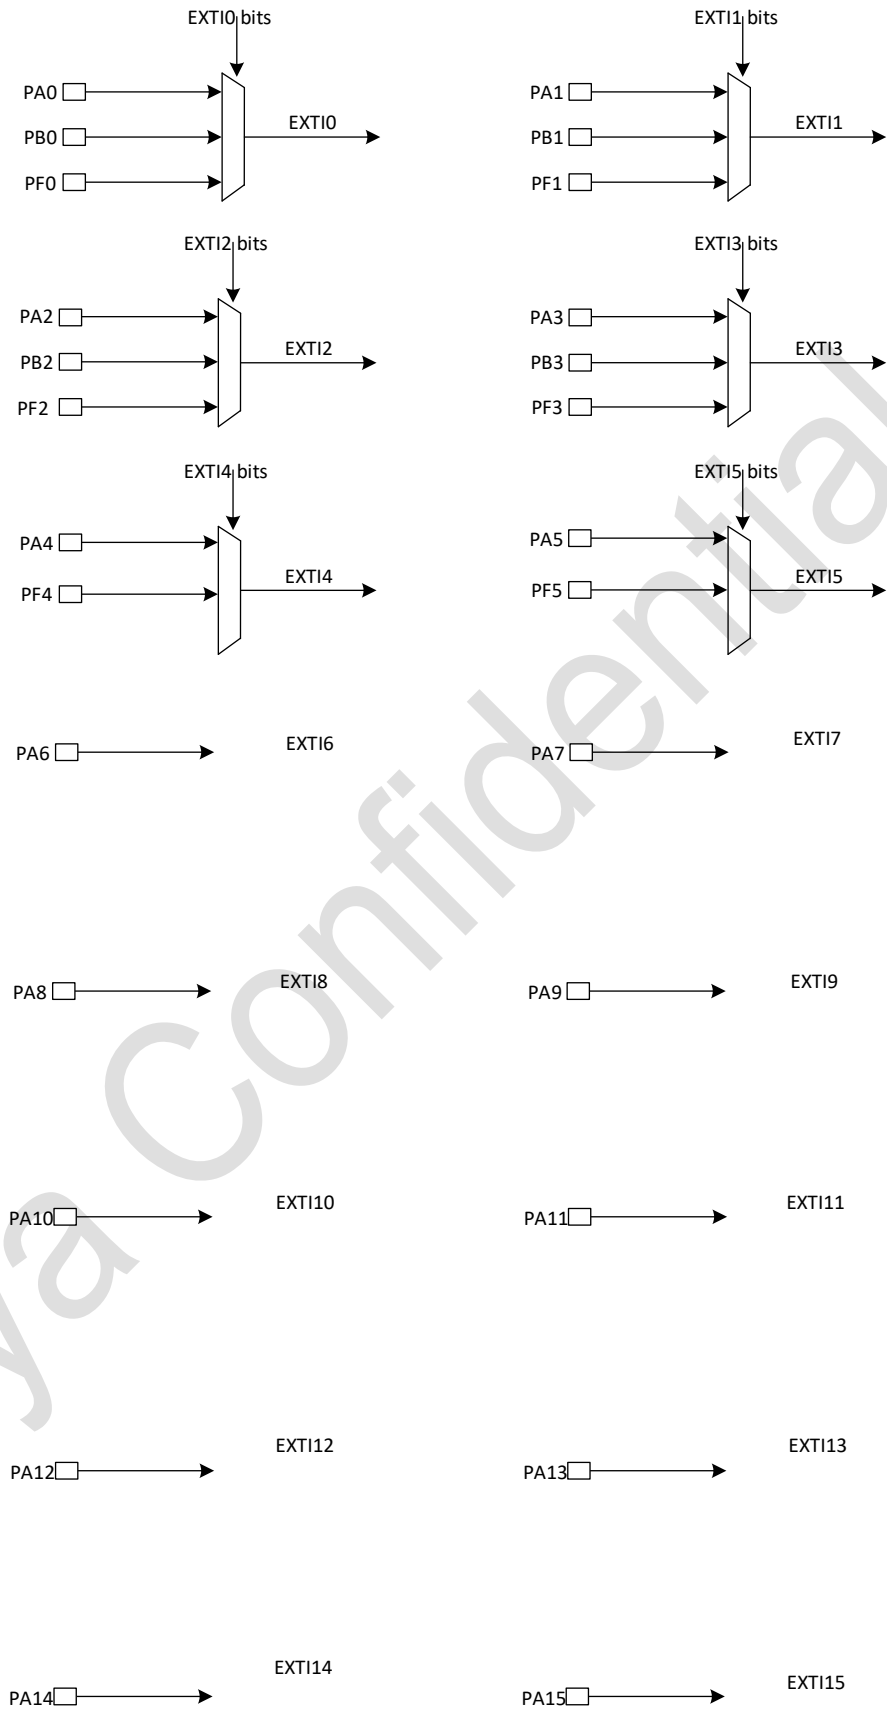 EXTI0 bits
PA0
PB0
PF0
EXTI0
EXTI1 bits
PA1
PB1
PF1
EXTI1
EXTI2 bits
PA2
PB2
PF2
EXTI2
EXTI3 bits
PA3
PB3
PF3
EXTI3
EXTI4 bits
PA4
PF4
EXTI4
EXTI5 bits
PA5
PF5
EXTI5
PA6
EXTI6
PA7
EXTI7
PA8
EXTI8
PA9
EXTI9
PA10
EXTI10
PA11
EXTI11
PA12
EXTI12
PA13
EXTI13
PA14
EXTI14
PA15
EXTI15
ya Confidential